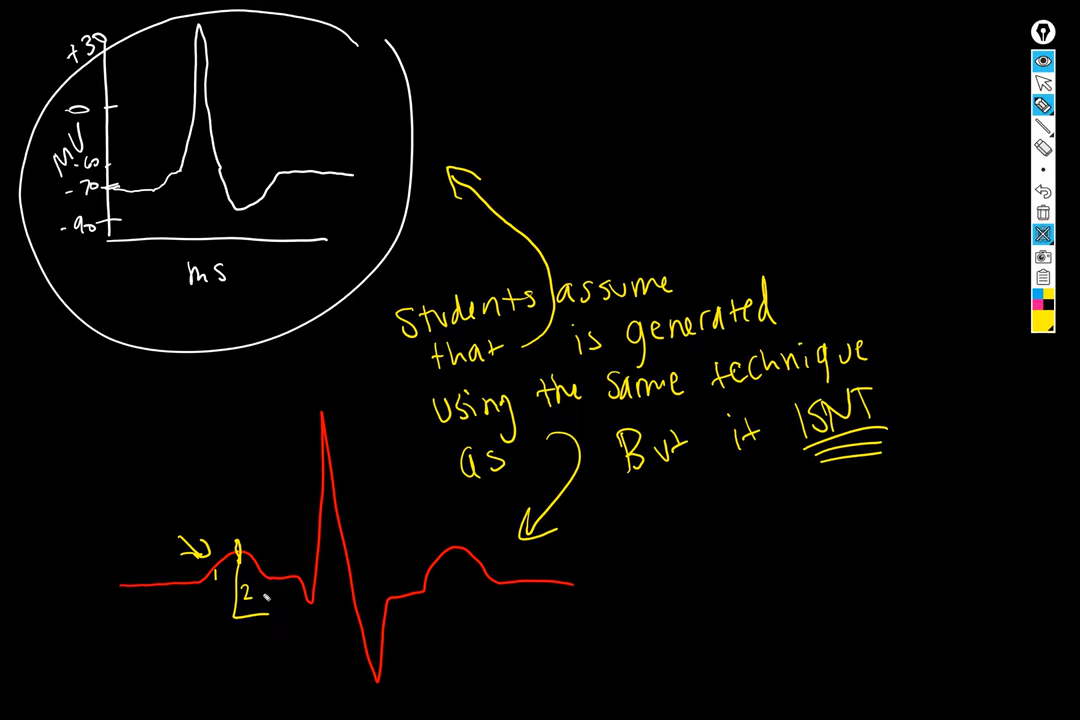 +30
0
mV
-60
-70
-90
ms
Students assume
that is generated
using the same technique
as But it ISNT
1
2